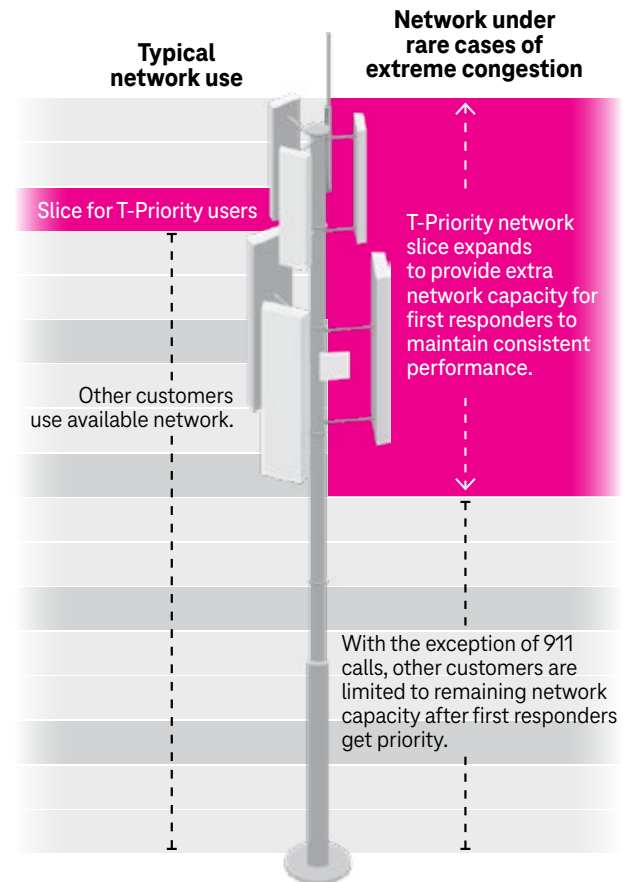 Typical
network use
Network under
rare cases of
extreme congestion
Slice for T-Priority users
Other customers
use available network.
T-Priority network
slice expands
to provide extra
network capacity for
first responders to
maintain consistent
performance.
With the exception of 911
calls, other customers are
limited to remaining network
capacity after first responders
get priority.